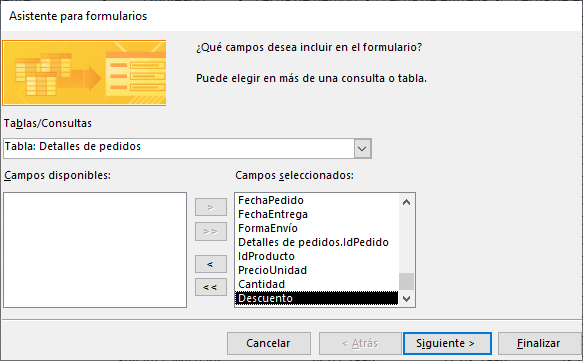 Asistente para formularios
¿Qué campos desea incluir en el formulario?
Puede elegir en más de una consulta o tabla.
Tablas/Consultas
Tabla: Detalles de pedidos
Campos disponibles:
Campos seleccionados:
FechaPedido
FechaEntrega
FormaEnvío
Detalles de pedidos.IdPedido
IdProducto
PrecioUnidad
Cantidad
Descuento
>
>>
<
<<
Cancelar
< Atrás
Siguiente >
Finalizar